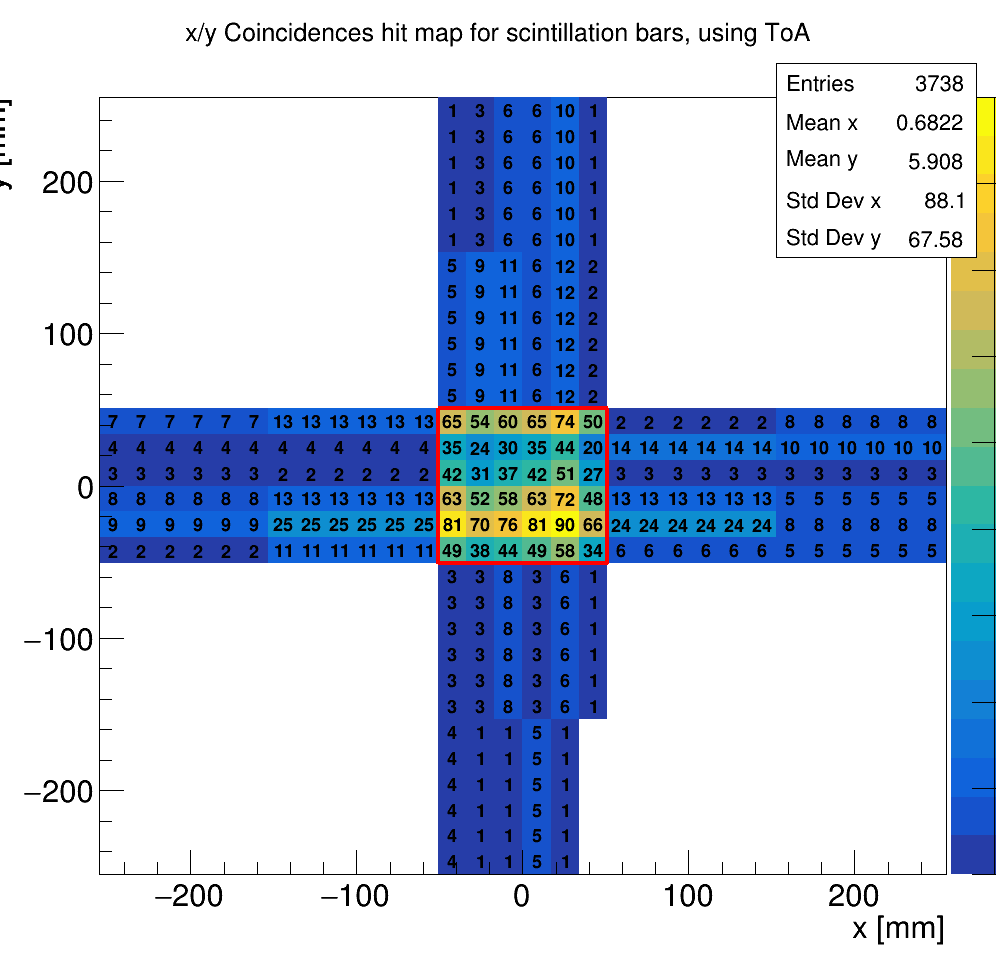 x/y Coincidences hit map for scintillation bars, using ToA
Entries 3738
Mean x 0.6822
Mean y 5.908
Std Dev x 88.1
Std Dev y 67.58
y [mm]
200
100
0
−100
−200
1 3 6 6 10 1
1 3 6 6 10 1
1 3 6 6 10 1
1 3 6 6 10 1
1 3 6 6 10 1
1 3 6 6 10 1
5 9 11 6 12 2
5 9 11 6 12 2
5 9 11 6 12 2
5 9 11 6 12 2
5 9 11 6 12 2
5 9 11 6 12 2
7 7 7 7 7 7 13 13 13 13 13 13 65 54 60 65 74 50 2 2 2 2 2 2 8 8 8 8 8 8
4 4 4 4 4 4 4 4 4 4 4 4 35 24 30 35 44 20 14 14 14 14 14 14 10 10 10 10 10 10
3 3 3 3 3 3 2 2 2 2 2 2 42 31 37 42 51 27 3 3 3 3 3 3 3 3 3 3 3 3
8 8 8 8 8 8 13 13 13 13 13 13 63 52 58 63 72 48 13 13 13 13 13 13 5 5 5 5 5 5
9 9 9 9 9 9 25 25 25 25 25 25 81 70 76 81 90 66 24 24 24 24 24 24 8 8 8 8 8 8
2 2 2 2 2 2 11 11 11 11 11 11 49 38 44 49 58 34 6 6 6 6 6 6 5 5 5 5 5 5
3 3 8 3 6 1
3 3 8 3 6 1
3 3 8 3 6 1
3 3 8 3 6 1
3 3 8 3 6 1
3 3 8 3 6 1
4 1 1 5 1
4 1 1 5 1
4 1 1 5 1
4 1 1 5 1
4 1 1 5 1
4 1 1 5 1
−200 −100 0 100 200
x [mm]